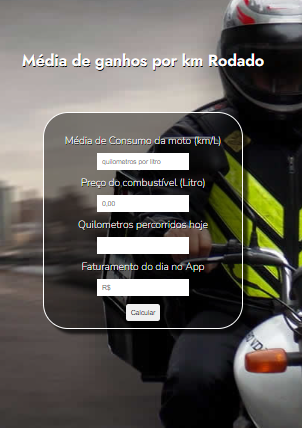 Média de ganhos por km Rodado
Média de Consumo da moto (km/L)
quilometros por litro
Preço do combustível (Litro)
0,00
Quilometros percorridos hoje
Faturamento do dia no App
R$
Calcular
HONDA